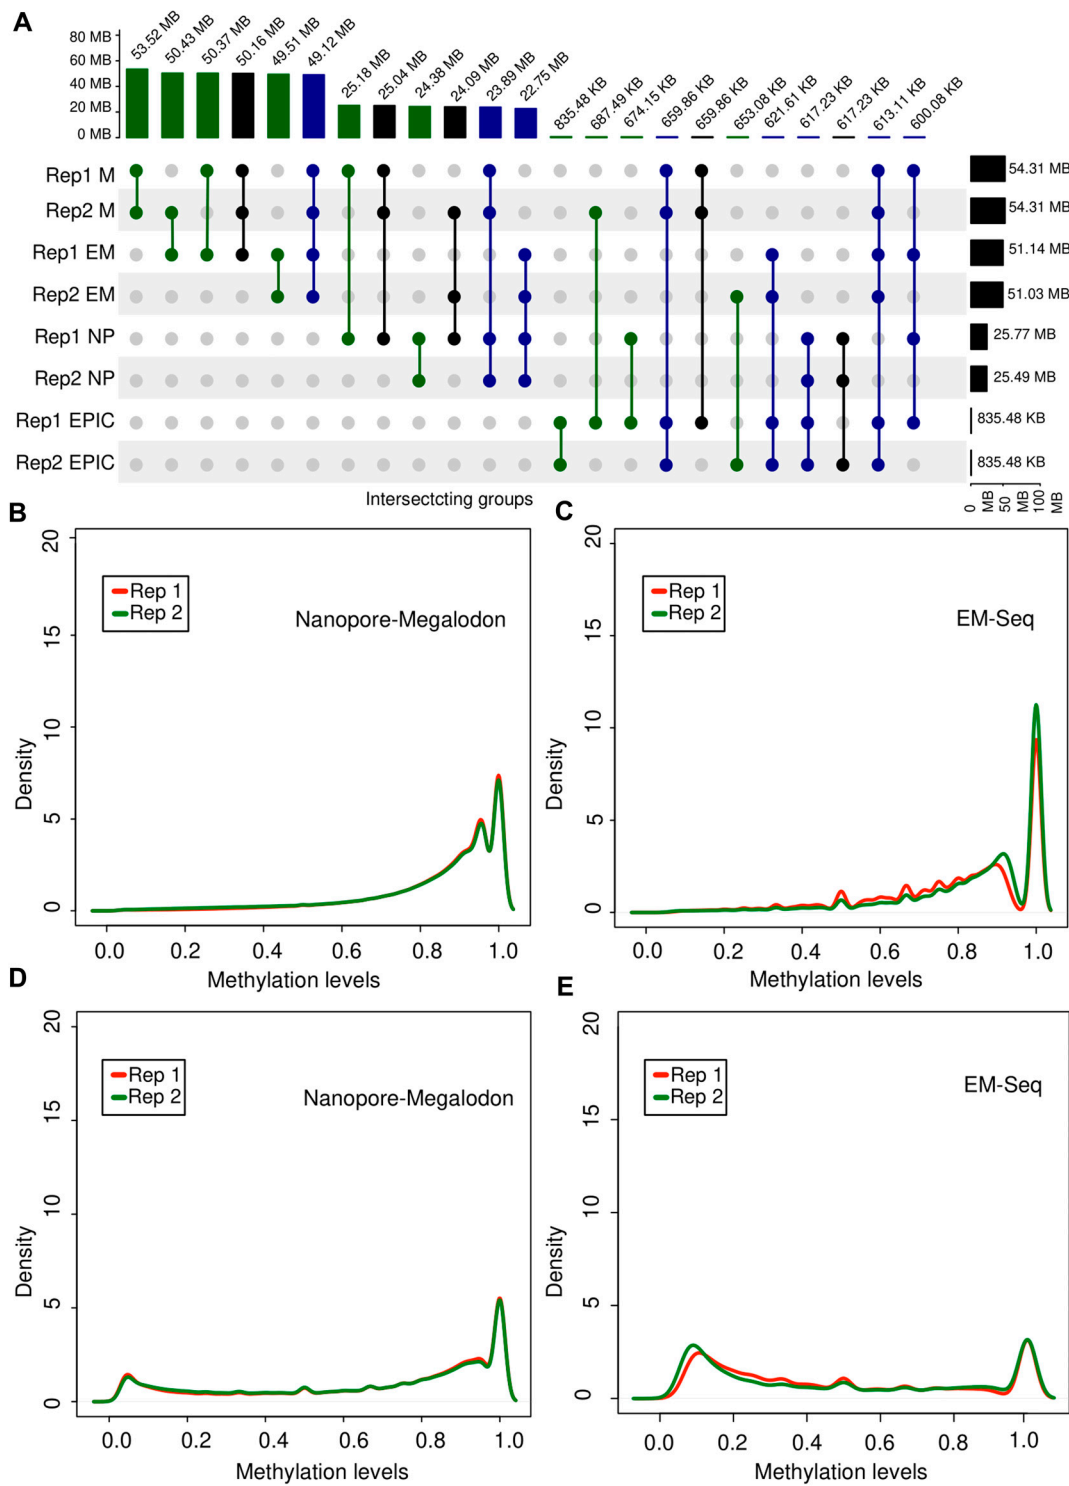 A
80 MB
60 MB
40 MB
20 MB
0 MB
53.52 MB
50.43 MB
50.37 MB
50.16 MB
49.51 MB
49.12 MB
25.18 MB
25.04 MB
24.38 MB
24.09 MB
23.89 MB
22.75 MB
835.48 KB
687.49 KB
674.15 KB
659.86 KB
659.86 KB
653.08 KB
621.61 KB
617.23 KB
617.23 KB
613.11 KB
600.08 KB
Rep1 M
54.31 MB
Rep2 M
54.31 MB
Rep1 EM
51.14 MB
Rep2 EM
51.03 MB
Rep1 NP
25.77 MB
Rep2 NP
25.49 MB
Rep1 EPIC
835.48 KB
Rep2 EPIC
835.48 KB
Intersectcting groups
0 MB
50 MB
100 MB
B
20
15
10
5
0
Density
Rep 1
Rep 2
Nanopore-Megalodon
0.0 0.2 0.4 0.6 0.8 1.0
Methylation levels
C
20
15
10
5
0
Density
Rep 1
Rep 2
EM-Seq
0.0 0.2 0.4 0.6 0.8 1.0
Methylation levels
D
20
15
10
5
0
Density
Rep 1
Rep 2
Nanopore-Megalodon
0.0 0.2 0.4 0.6 0.8 1.0
Methylation levels
E
20
15
10
5
0
Density
Rep 1
Rep 2
EM-Seq
0.0 0.2 0.4 0.6 0.8 1.0
Methylation levels